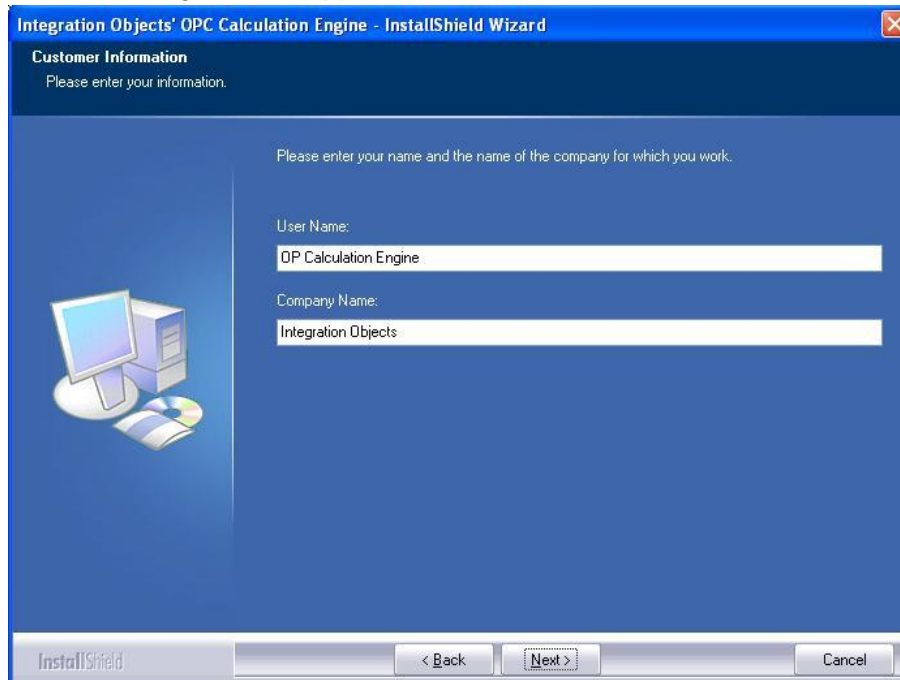 Integration Objects' OPC Calculation Engine - InstallShield Wizard
Customer Information
Please enter your information.
Please enter your name and the name of the company for which you work.
User Name:
OP Calculation Engine
Company Name:
Integration Objects
InstallShield
< Back
Next >
Cancel